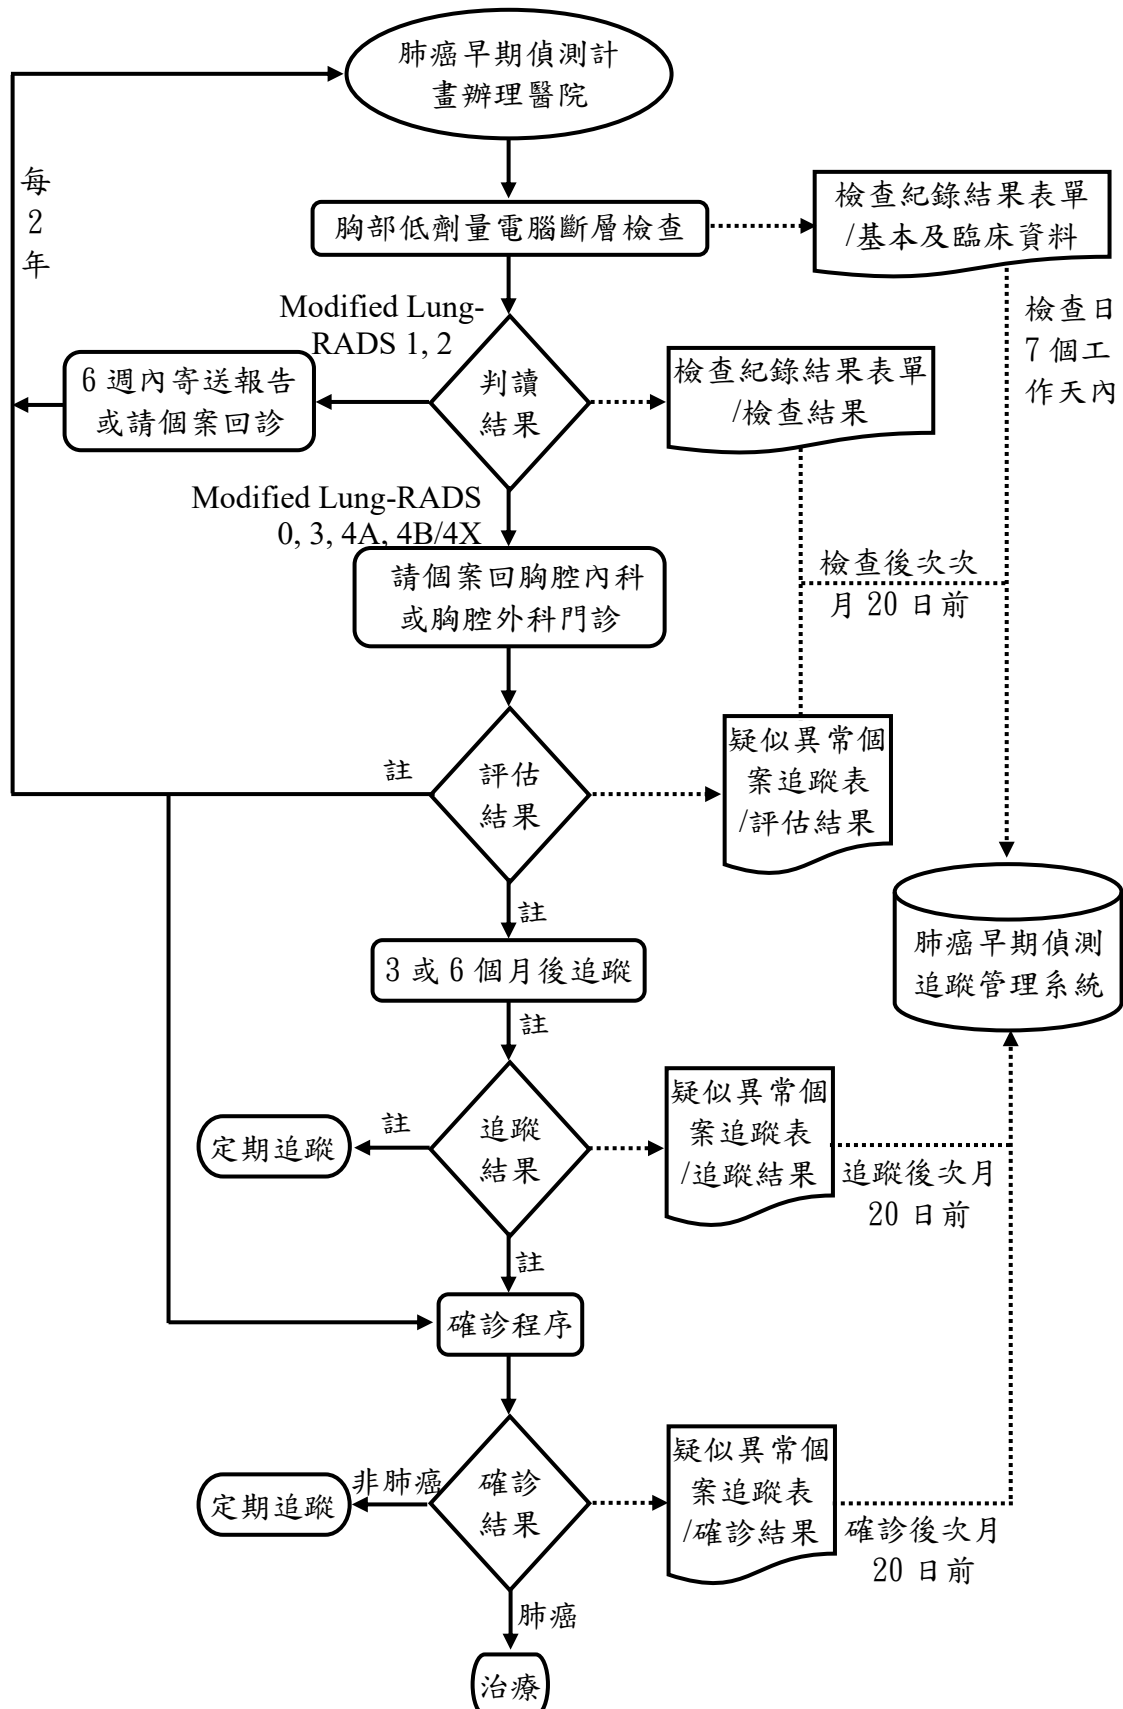 肺癌早期偵測計
畫辦理醫院
每
2
年
胸部低劑量電腦斷層檢查
檢查紀錄結果表單
/基本及臨床資料
檢查日
7 個工
作天內
Modified Lung-
RADS 1, 2
6 週內寄送報告
或請個案回診
判讀
結果
檢查紀錄結果表單
/檢查結果
Modified Lung-RADS
0, 3, 4A, 4B/4X
請個案回胸腔內科
或胸腔外科門診
檢查後次次
月 20 日前
註
評估
結果
疑似異常個
案追蹤表
/評估結果
註
3 或 6 個月後追蹤
肺癌早期偵測
追蹤管理系統
註
定期追蹤
註
追蹤
結果
疑似異常個
案追蹤表
/追蹤結果
追蹤後次月
20 日前
註
確診程序
定期追蹤
非肺癌
確診
結果
疑似異常個
案追蹤表
/確診結果
確診後次月
20 日前
肺癌
治療